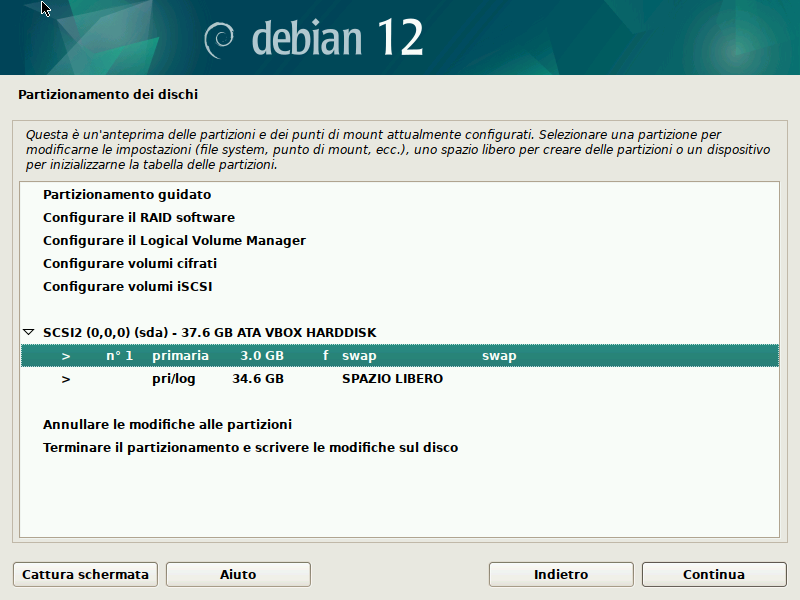 debian 12
Partizionamento dei dischi
Questa è un'anteprima delle partizioni e dei punti di mount attualmente configurati. Selezionare una partizione per
modificarne le impostazioni (file system, punto di mount, ecc.), uno spazio libero per creare delle partizioni o un dispositivo
per inizializzarne la tabella delle partizioni.
Partizionamento guidato
Configurare il RAID software
Configurare il Logical Volume Manager
Configurare volumi cifrati
Configurare volumi iSCSI
SCSI2 (0,0,0) (sda) - 37.6 GB ATA VBOX HARDDISK
> n° 1 primaria 3.0 GB f swap swap
> pri/log 34.6 GB SPAZIO LIBERO
Annullare le modifiche alle partizioni
Terminare il partizionamento e scrivere le modifiche sul disco
Cattura schermata Aiuto Indietro Continua